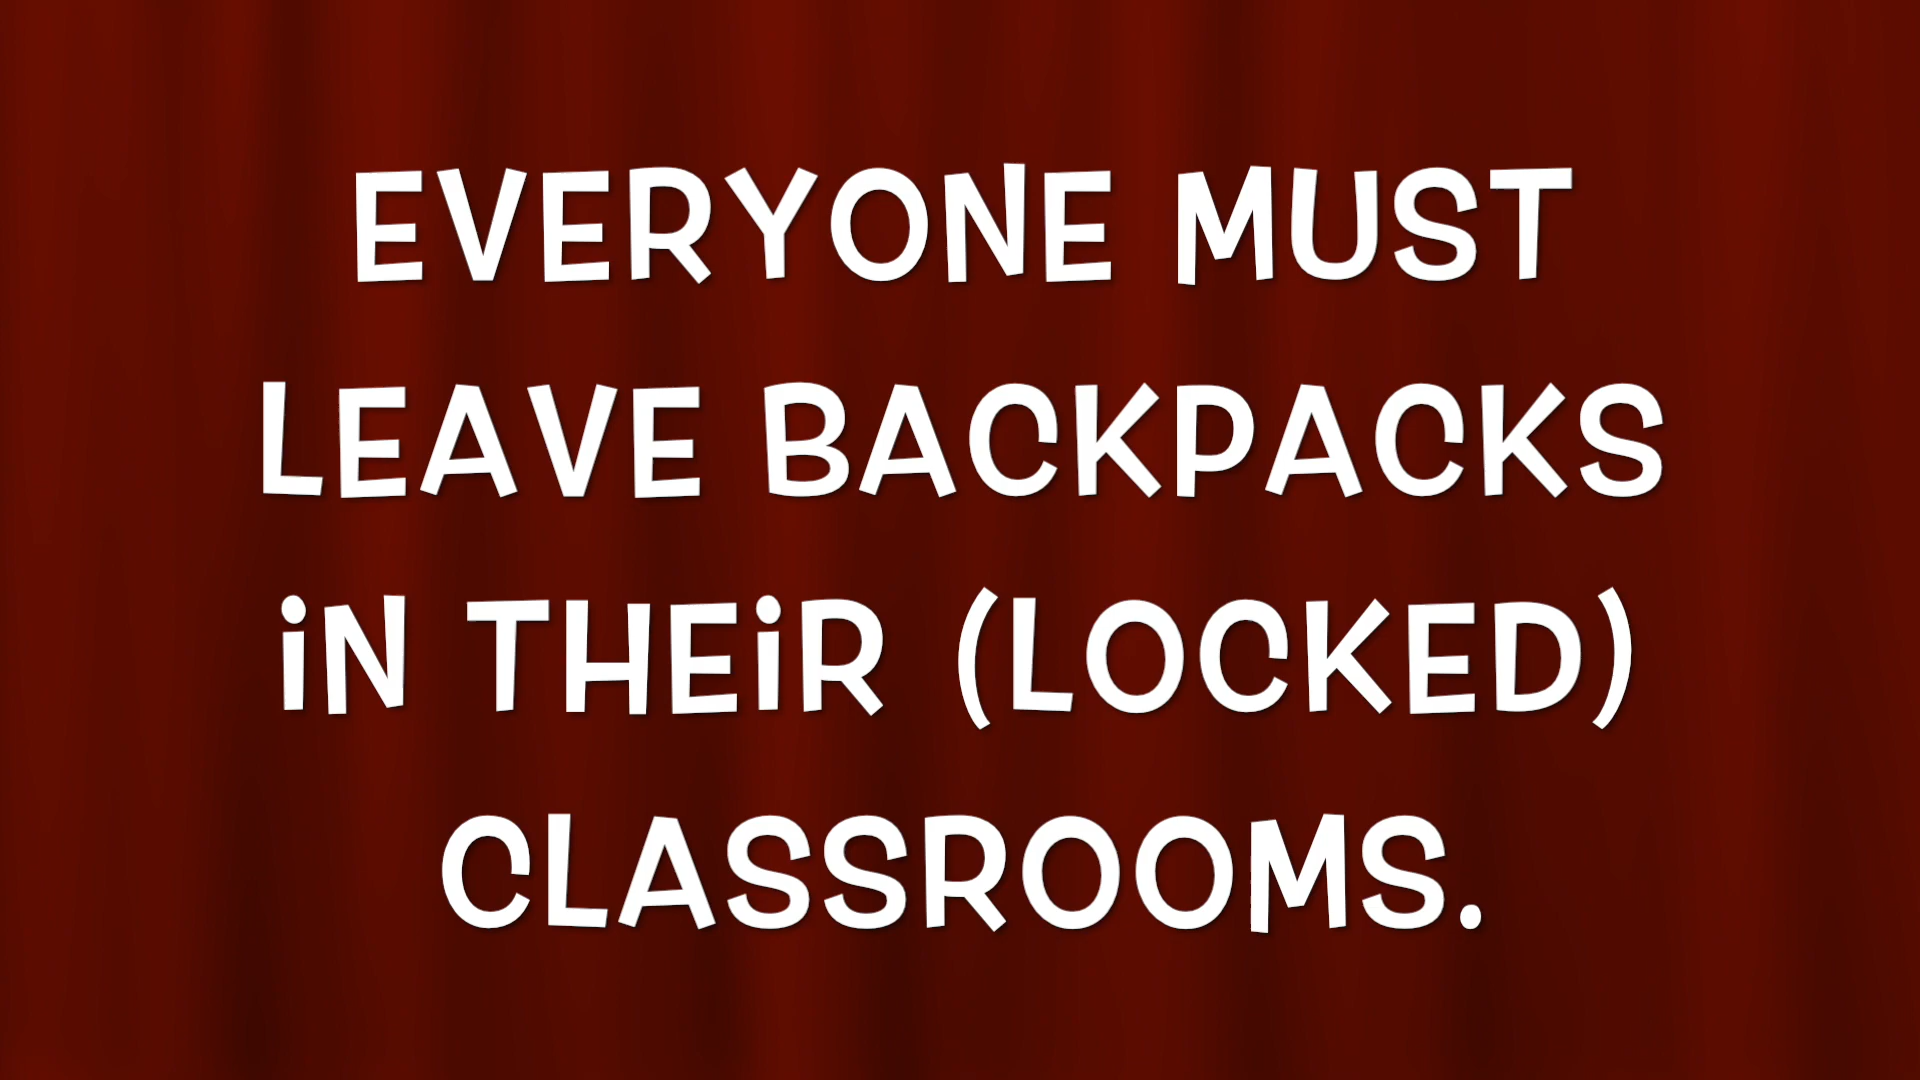 EVERYONE MUST
LEAVE BACKPACKS
iN THEiR (LOCKED)
CLASSROOMS.